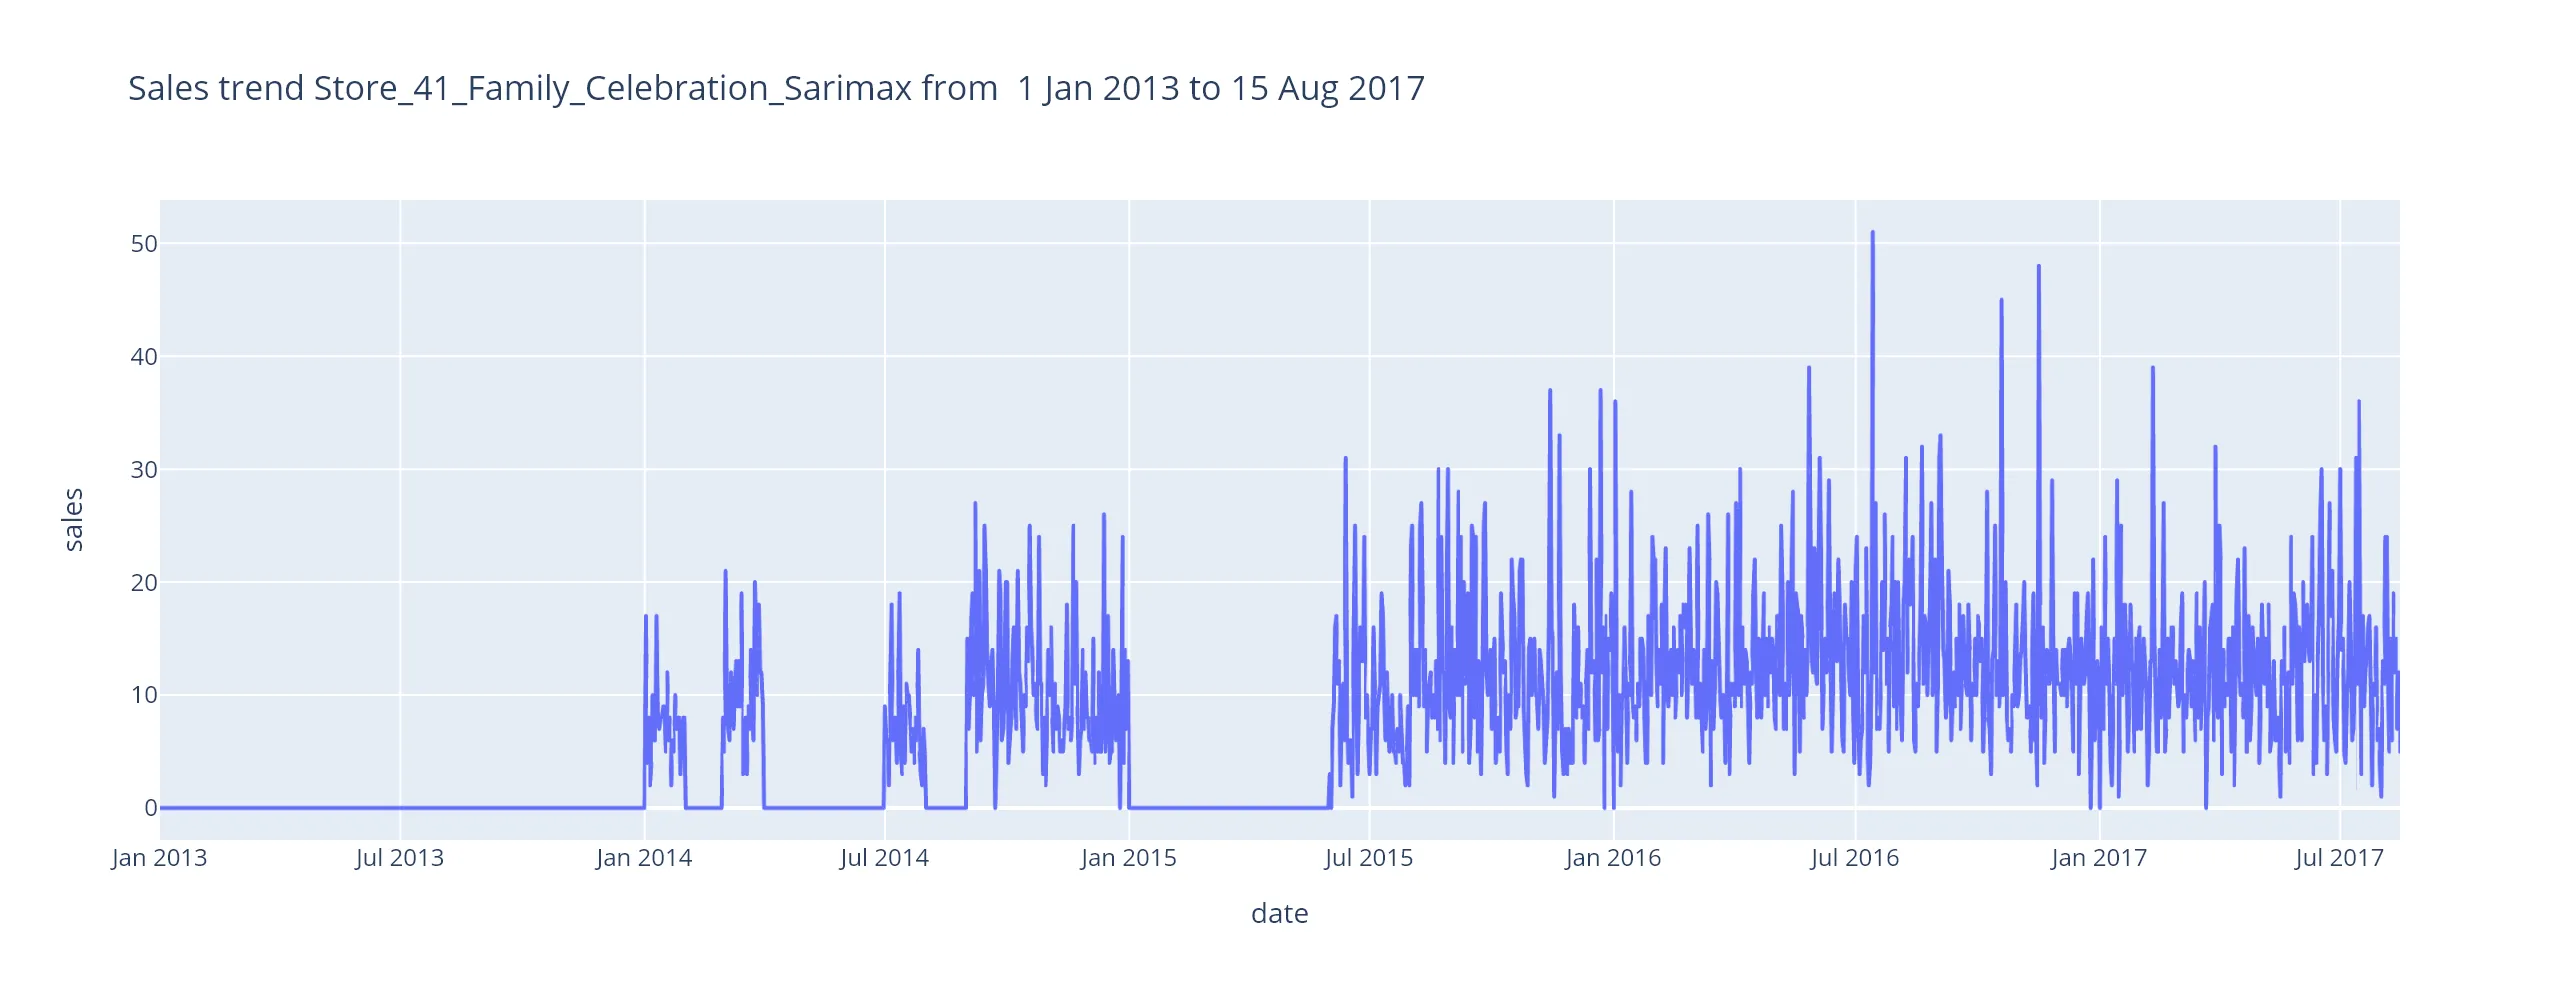 Sales trend Store_41_Family_Celebration_Sarimax from  1 Jan 2013 to 15 Aug 2017
50
40
30
20
10
0
sales
Jan 2013 Jul 2013 Jan 2014 Jul 2014 Jan 2015 Jul 2015 Jan 2016 Jul 2016 Jan 2017 Jul 2017
date